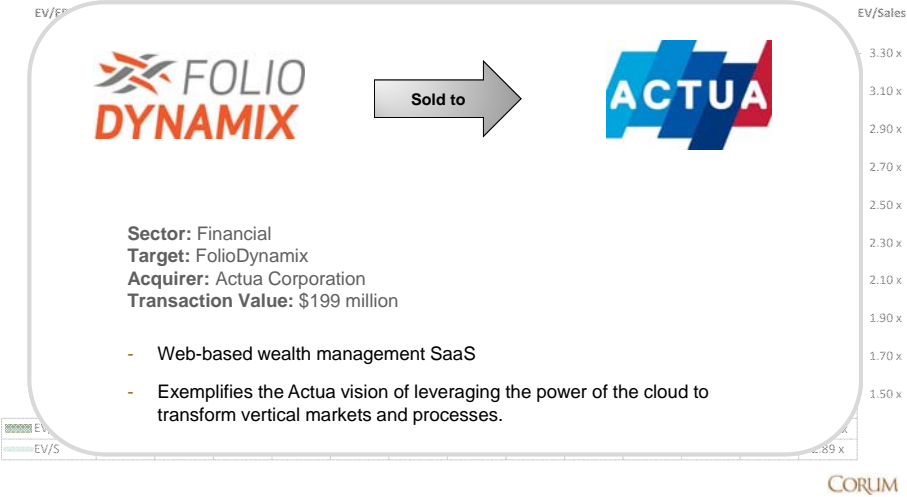 EV/Sales
FOLIO
DYNAMIX
Sold to
ACTUA
3.30 x
3.10 x
2.90 x
2.70 x
2.50 x
2.30 x
2.10 x
1.90 x
1.70 x
1.50 x
Sector: Financial
Target: FolioDynamix
Acquirer: Actua Corporation
Transaction Value: $199 million
- Web-based wealth management SaaS
- Exemplifies the Actua vision of leveraging the power of the cloud to
transform vertical markets and processes.
EV/S
2.89 x
CORUM